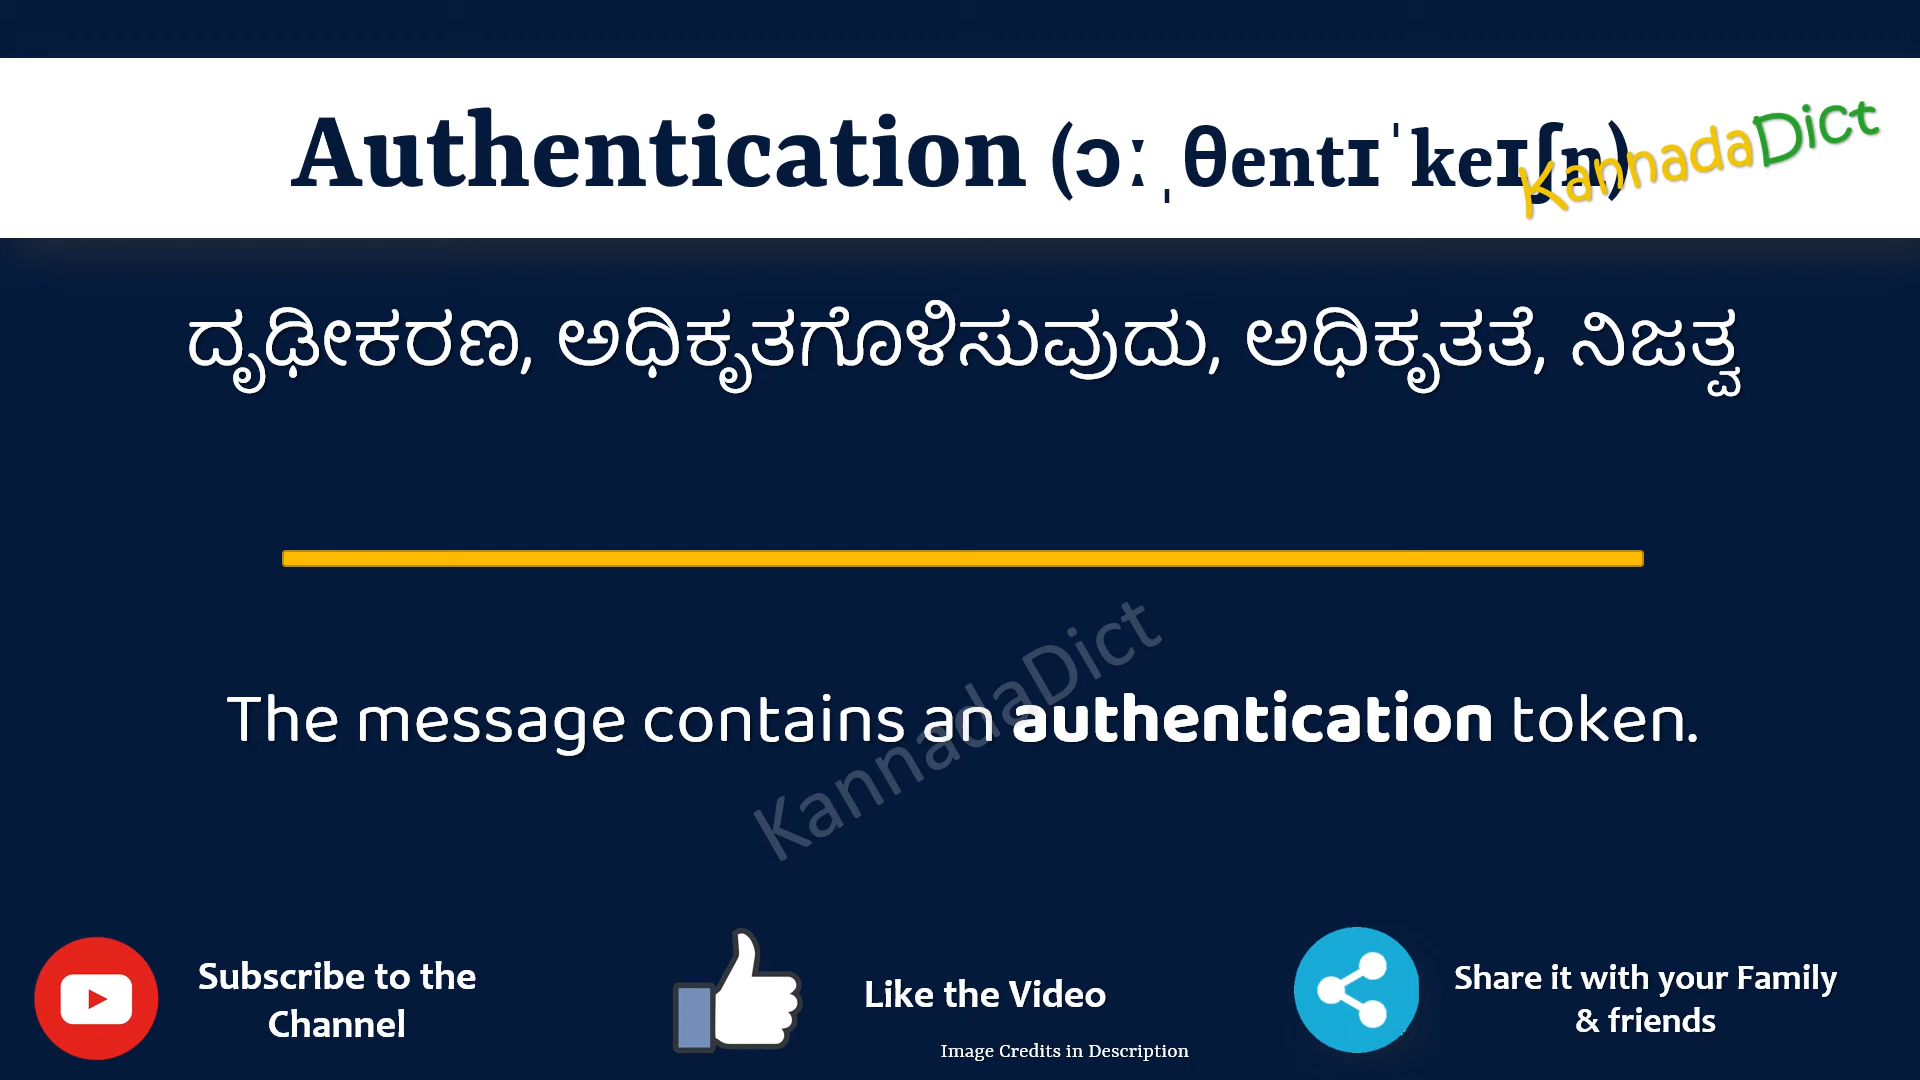 Authentication (ɔːˌθentɪˈkeɪʃn)
KannadaDict
ದೃಢೀಕರಣ, ಅಧಿಕೃತಗೊಳಿಸುವುದು, ಅಧಿಕೃತತೆ, ನಿಜತ್ವ
The message contains an authentication token.
KannadaDict
Subscribe to the
Channel
Like the Video
Share it with your Family
& friends
Image Credits in Description